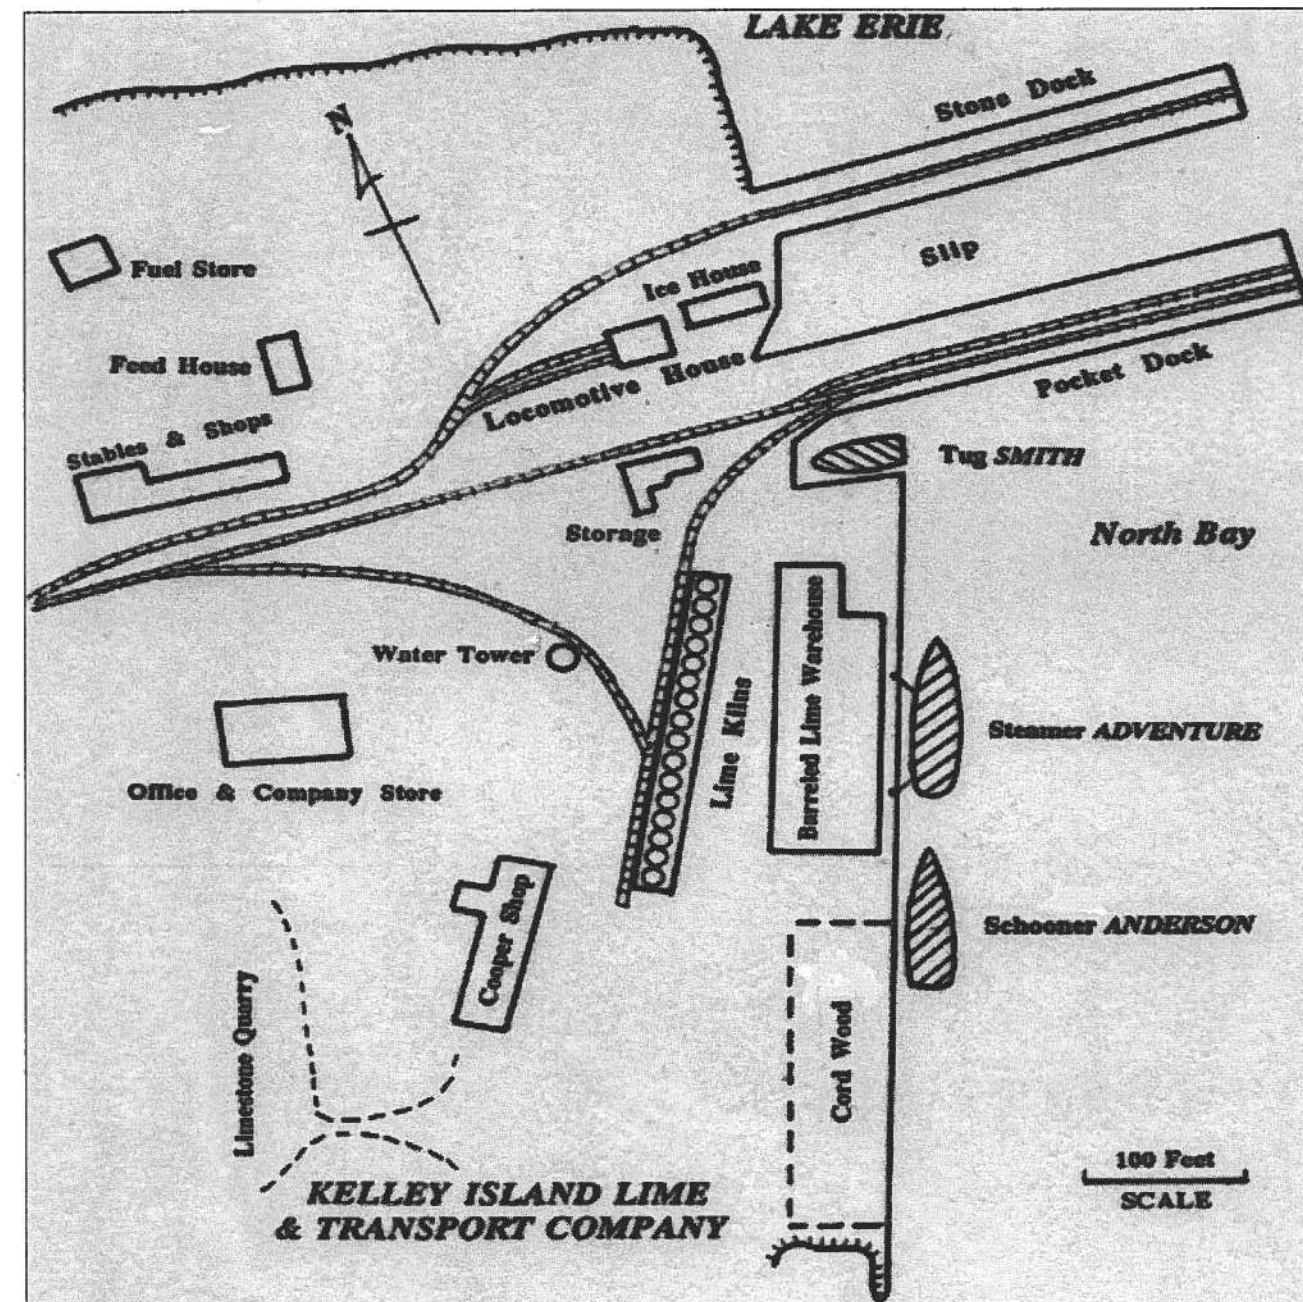 LAKE ERIE
Stone Dock
N
Slip
Fuel Store
Ice House
Feed House
Locomotive House
Pocket Dock
Stables & Shops
Tug SMITH
Storage
North Bay
Water Tower
Barreled Lime Warehouse
Lime Kilns
Steamer ADVENTURE
Office & Company Store
Cooper Shop
Schooner ANDERSON
Limestone Quarry
Cord Wood
100 Feet
SCALE
KELLEY ISLAND LIME
& TRANSPORT COMPANY